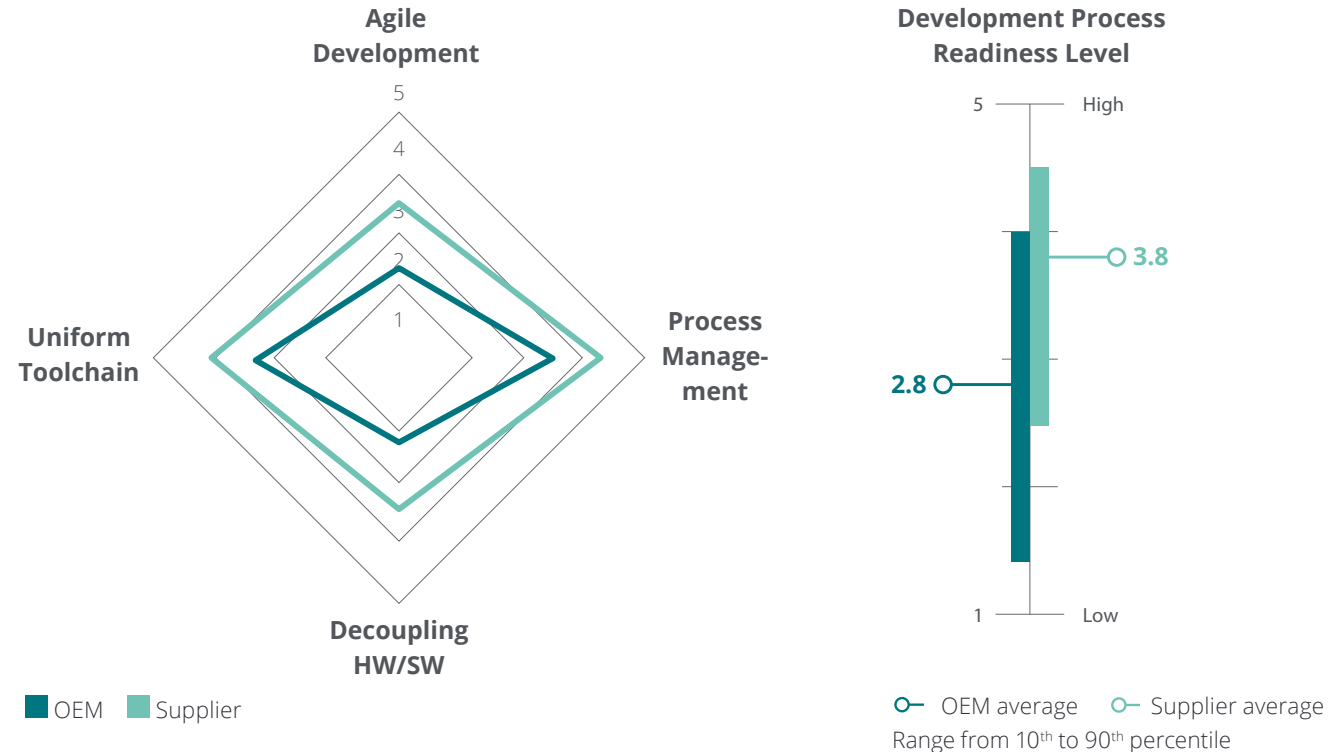 Agile
Development
5
4
3
2
1
Uniform
Toolchain
Process
Manage-
ment
Decoupling
HW/SW
OEM
Supplier
Development Process
Readiness Level
5
High
3.8
2.8
1
Low
OEM average
Supplier average
Range from 10th to 90th percentile